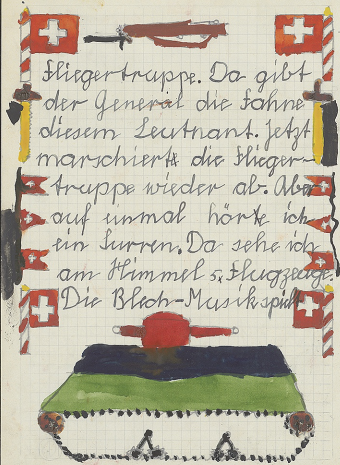 Fliegertruppe. Da gibt
der General die Fahne
diesem Leutnant. Jetzt
marschiert die Flieger-
truppe wieder ab. Aber
auf unmal hörte ich
ein Surren. Da sehe ich
am Himmel 5 Flugzeuge.
Die Blech-Musik spielt